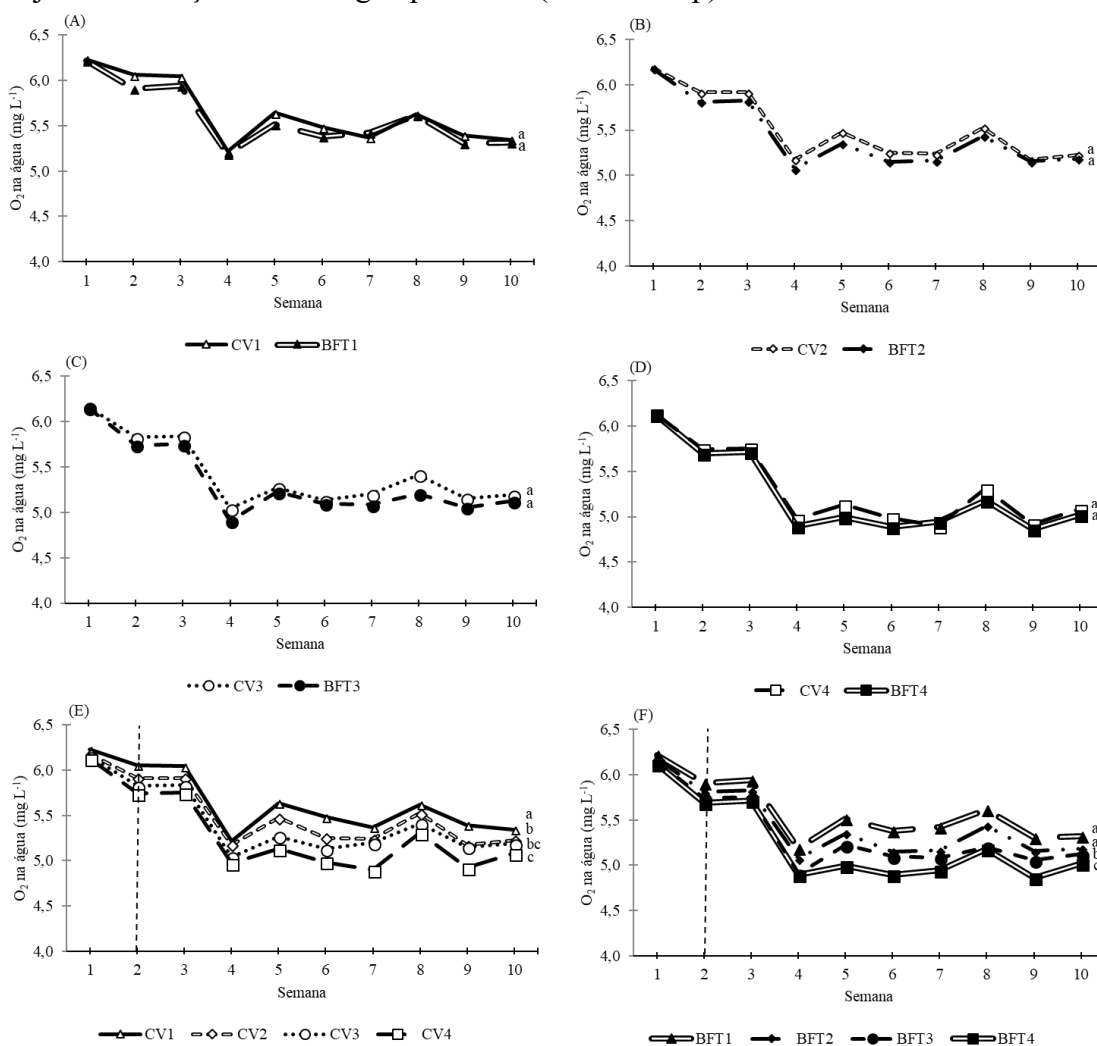 (A)
6,5
6,0
5,5
5,0
4,5
4,0
O2 na água (mg L-1)
a
a
1 2 3 4 5 6 7 8 9 10
Semana
CV1 BFT1
(B)
6,5
6,0
5,5
5,0
4,5
4,0
O2 na água (mg L-1)
a
a
1 2 3 4 5 6 7 8 9 10
Semana
CV2 BFT2
(C)
6,5
6,0
5,5
5,0
4,5
4,0
O2 na água (mg L-1)
a
a
1 2 3 4 5 6 7 8 9 10
Semana
CV3 BFT3
(D)
6,5
6,0
5,5
5,0
4,5
4,0
O2 na água (mg L-1)
a
a
1 2 3 4 5 6 7 8 9 10
Semana
CV4 BFT4
(E)
6,5
6,0
5,5
5,0
4,5
4,0
O2 na água (mg L-1)
a
b
bc
c
1 2 3 4 5 6 7 8 9 10
Semana
CV1 CV2 CV3 CV4
(F)
6,5
6,0
5,5
5,0
4,5
4,0
O2 na água (mg L-1)
a
a
b
c
1 2 3 4 5 6 7 8 9 10
Semana
BFT1 BFT2 BFT3 BFT4